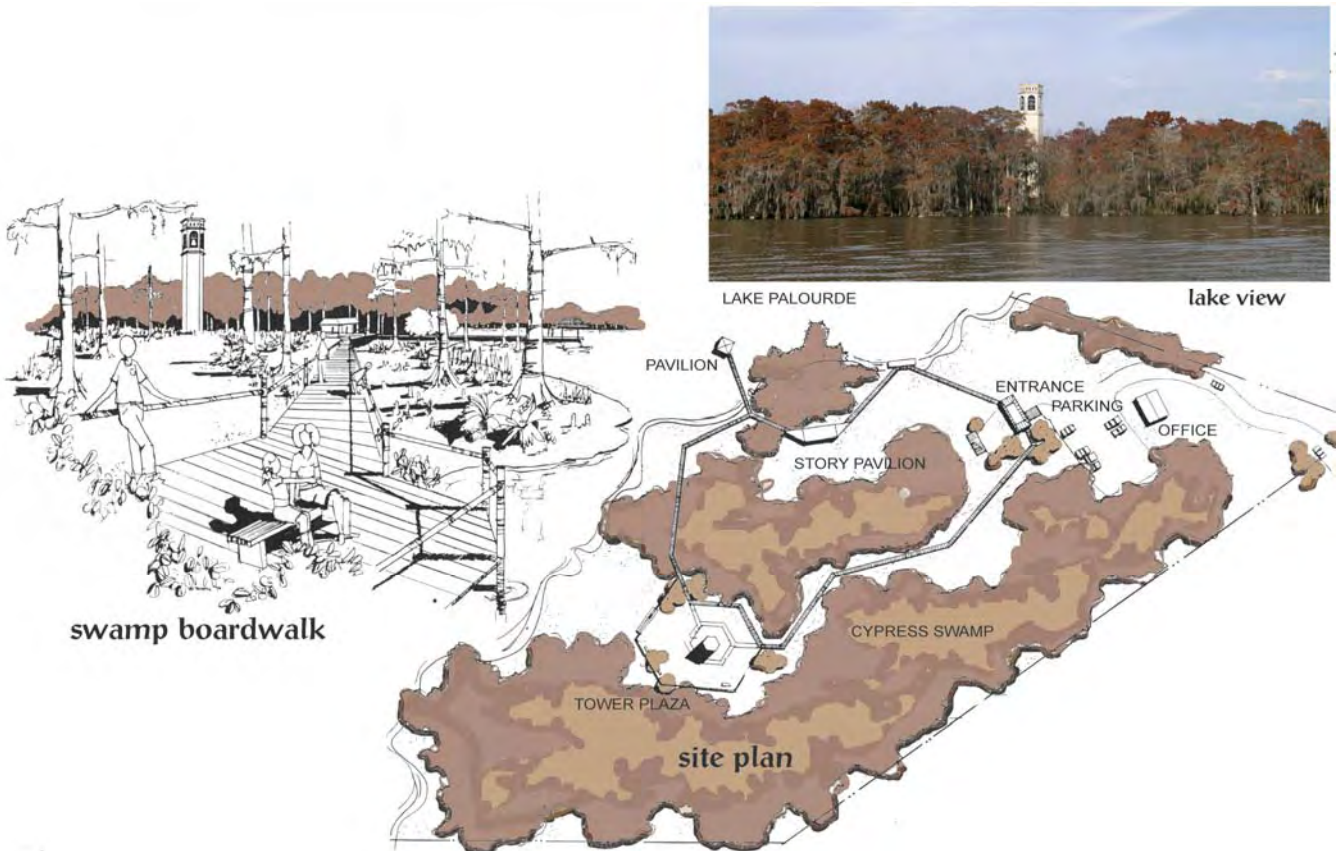 lake view
LAKE PALOURDE
PAVILION
ENTRANCE
PARKING
OFFICE
STORY PAVILION
swamp boardwalk
CYPRESS SWAMP
TOWER PLAZA
site plan